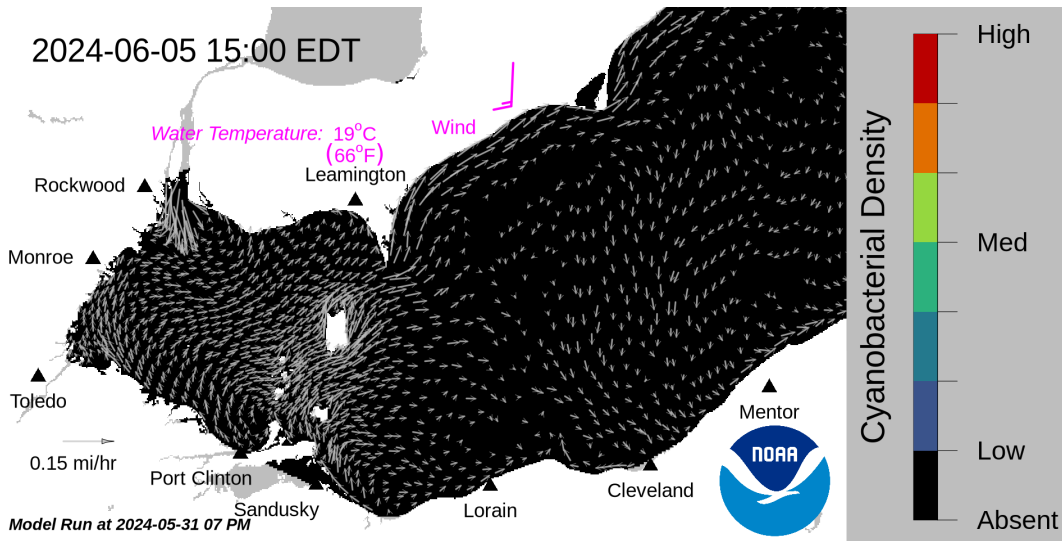 2024-06-05 15:00 EDT
High
Wind
Water Temperature: 19°C
(66°F)
Leamington
Rockwood
Cyanobacterial Density
Med
Monroe
Toledo
Mentor
NOAA
0.15 mi/hr
Port Clinton
Low
Cleveland
Sandusky
Lorain
Model Run at 2024-05-31 07 PM
Absent